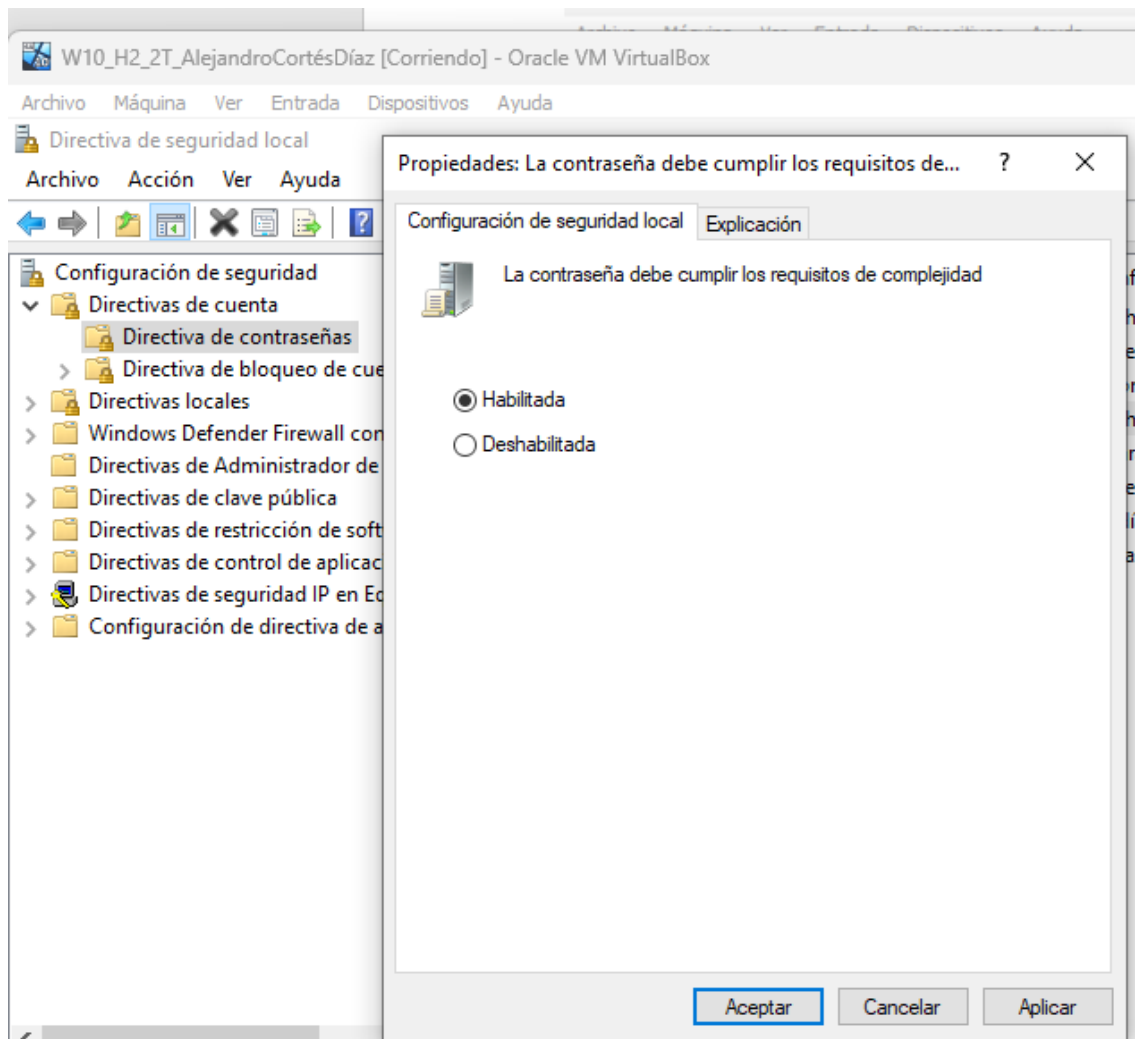 W10_H2_2T_AlejandroCortésDíaz [Corriendo] - Oracle VM VirtualBox
Archivo Máquina Ver Entrada Dispositivos Ayuda
Directiva de seguridad local
Archivo Acción Ver Ayuda
Configuración de seguridad
Directivas de cuenta
Directiva de contraseñas
Directiva de bloqueo de cue
Directivas locales
Windows Defender Firewall con
Directivas de Administrador de
Directivas de clave pública
Directivas de restricción de soft
Directivas de control de aplicac
Directivas de seguridad IP en Ec
Configuración de directiva de a
Propiedades: La contraseña debe cumplir los requisitos de... ?
Configuración de seguridad local Explicación
La contraseña debe cumplir los requisitos de complejidad
Habilitada
Deshabilitada
Aceptar Cancelar Aplicar